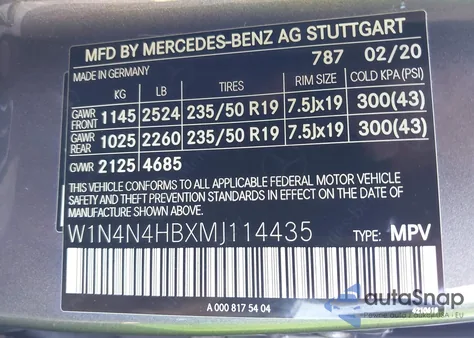 MFD BY MERCEDES-BENZ AG STUTTGART
787 02/20
MADE IN GERMANY
KG LB TIRES RIM SIZE COLD KPA (PSI)
GAWR FRONT 1145 2524 235/50 R19 7.5Jx19 300(43)
GAWR REAR 1025 2260 235/50 R19 7.5Jx19 300(43)
GVWR 2125 4685
THIS VEHICLE CONFORMS TO ALL APPLICABLE FEDERAL MOTOR VEHICLE
SAFETY AND THEFT PREVENTION STANDARDS IN EFFECT ON THE DATE
OF MANUFACTURE SHOWN ABOVE.
W1N4N4HBXMJ114435 TYPE: MPV
A 000 817 54 04
autoSnap